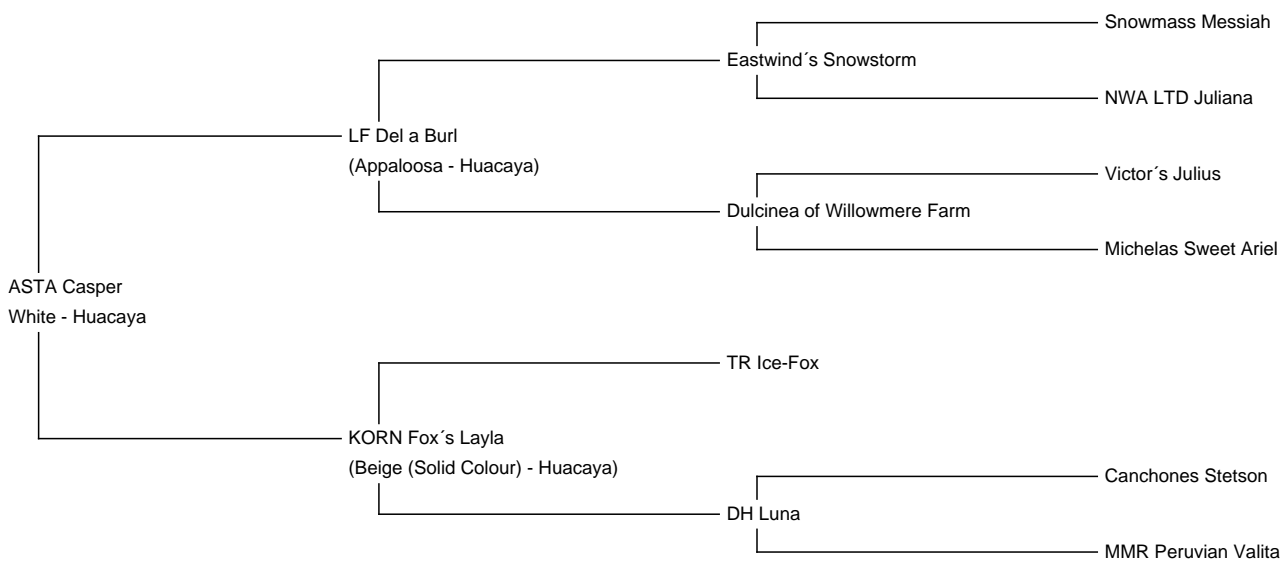 Snowmass Messiah
Eastwind´s Snowstorm
NWA LTD Juliana
LF Del a Burl
(Appaloosa - Huacaya)
Victor´s Julius
Dulcinea of Willowmere Farm
Michelas Sweet Ariel
ASTA Casper
White - Huacaya
TR Ice-Fox
KORN Fox´s Layla
(Beige (Solid Colour) - Huacaya)
Canchones Stetson
DH Luna
MMR Peruvian Valita